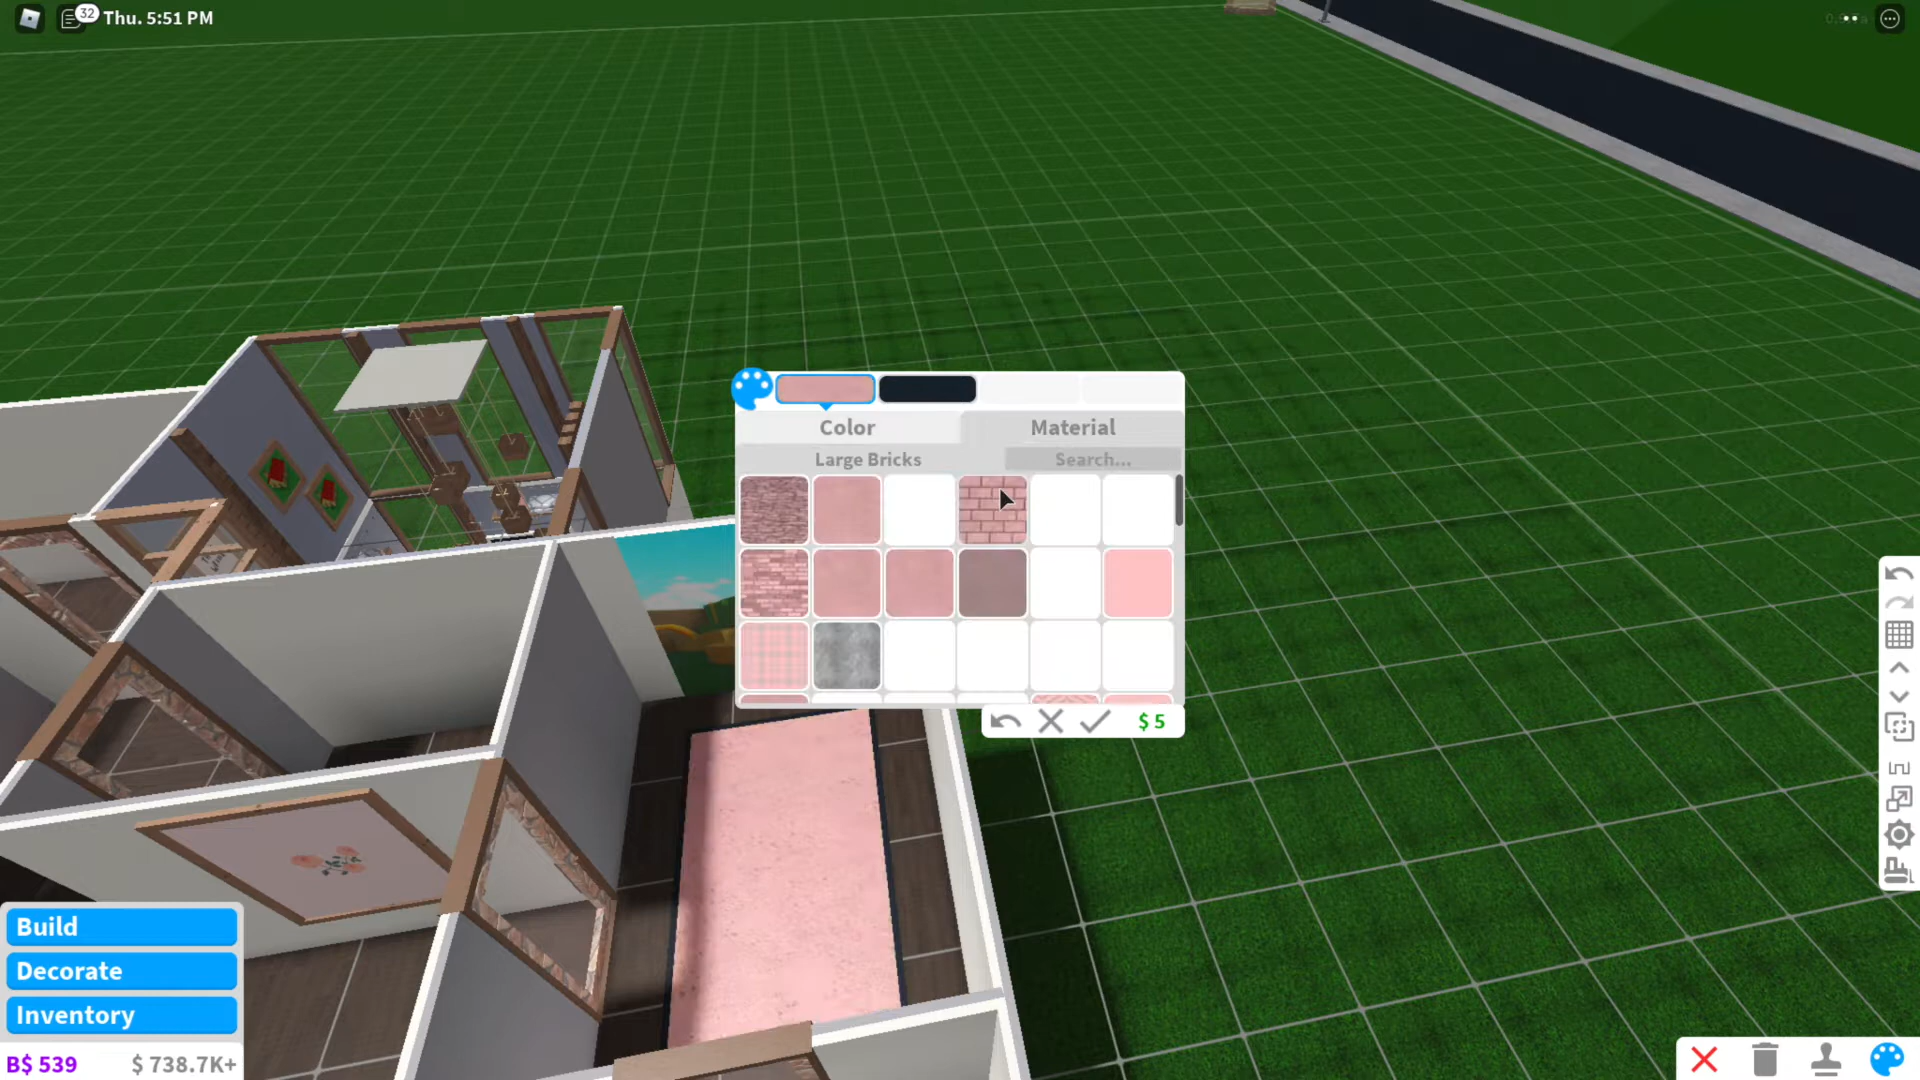 32
Thu. 5:51 PM
Color
Material
Large Bricks
Search...
$ 5
Build
Decorate
Inventory
B$ 539
$ 738.7K+